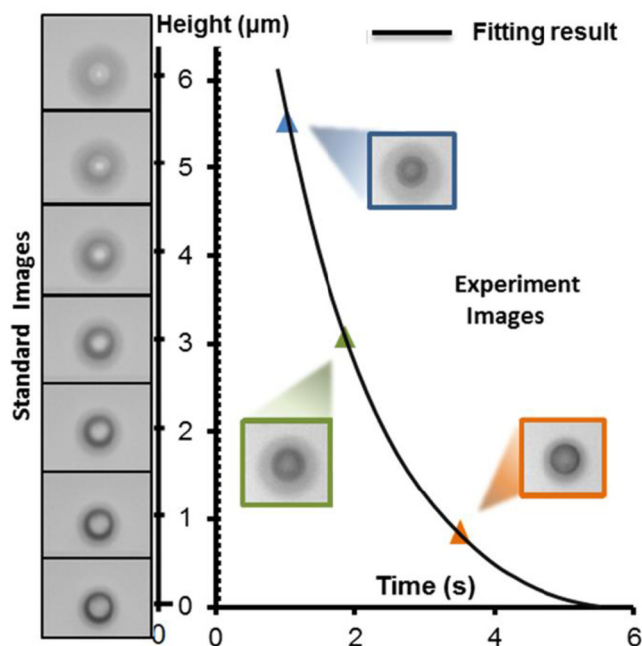 Height (µm)
Fitting result
6
5
4
3
2
1
0
Standard Images
Experiment
Images
Time (s)
0
0
2
4
6